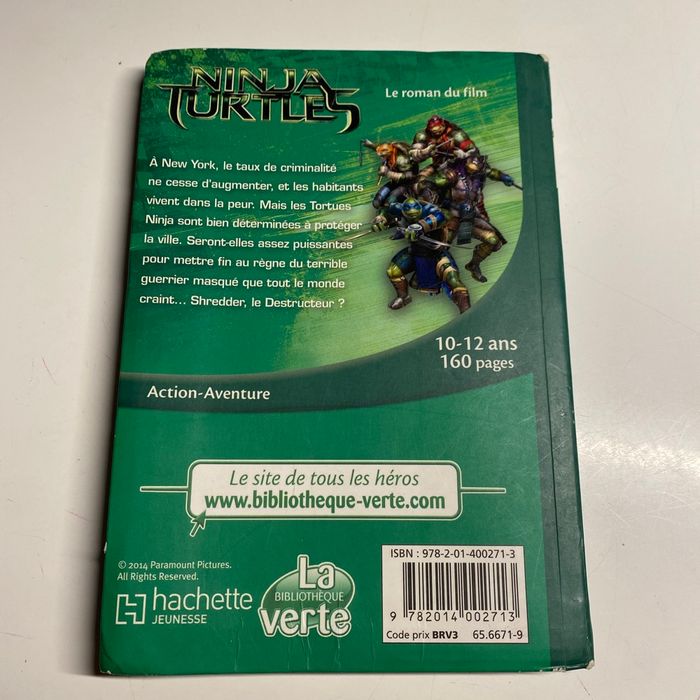 NINJA
TURTLES
Le roman du film
À New York, le taux de criminalité
ne cesse d'augmenter, et les habitants
vivent dans la peur. Mais les Tortues
Ninja sont bien déterminées à protéger
la ville. Seront-elles assez puissantes
pour mettre fin au règne du terrible
guerrier masqué que tout le monde
craint... Shredder, le Destructeur ?
10-12 ans
160 pages
Action-Aventure
Le site de tous les héros
www.bibliotheque-verte.com
© 2014 Paramount Pictures.
All Rights Reserved.
hachette
JEUNESSE
La
BIBLIOTHÈQUE
verte
ISBN : 978-2-01-400271-3
9 782014 002713
Code prix BRV3 65.6671-9